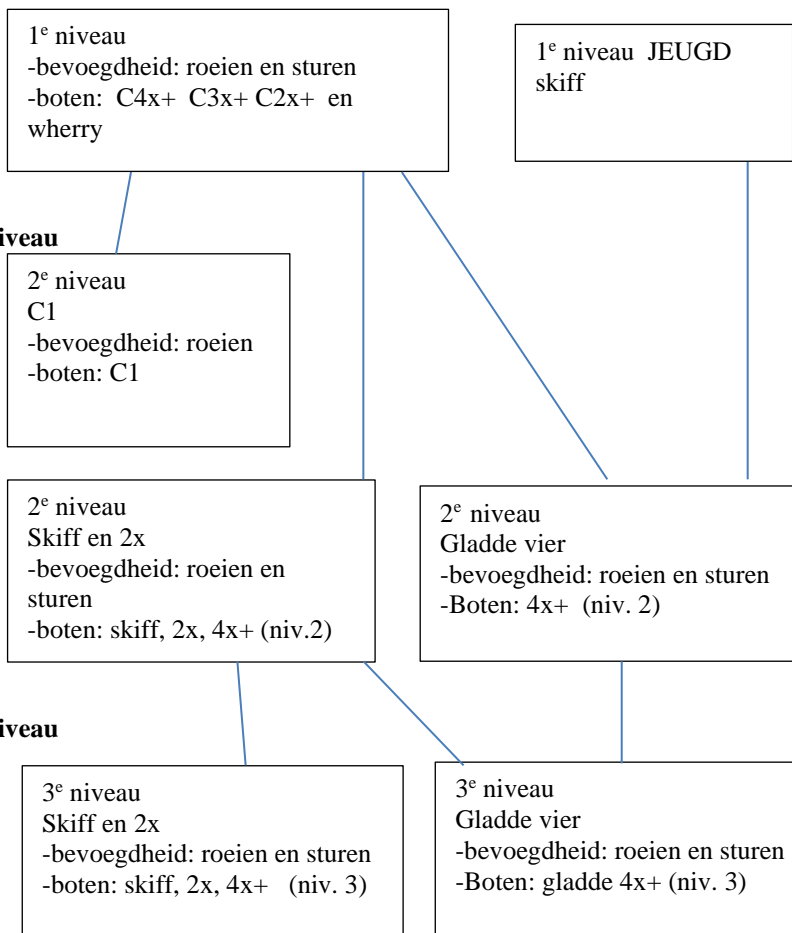 1e niveau
-bevoegdheid: roeien en sturen
-boten: C4x+ C3x+ C2x+ en
wherry
1e niveau JEUGD
skiff
iveau
2e niveau
C1
-bevoegdheid: roeien
-boten: C1
2e niveau
Skiff en 2x
-bevoegdheid: roeien en
sturen
-boten: skiff, 2x, 4x+ (niv.2)
2e niveau
Gladde vier
-bevoegdheid: roeien en sturen
-Boten: 4x+ (niv. 2)
iveau
3e niveau
Skiff en 2x
-bevoegdheid: roeien en sturen
-boten: skiff, 2x, 4x+ (niv. 3)
3e niveau
Gladde vier
-bevoegdheid: roeien en sturen
-Boten: gladde 4x+ (niv. 3)